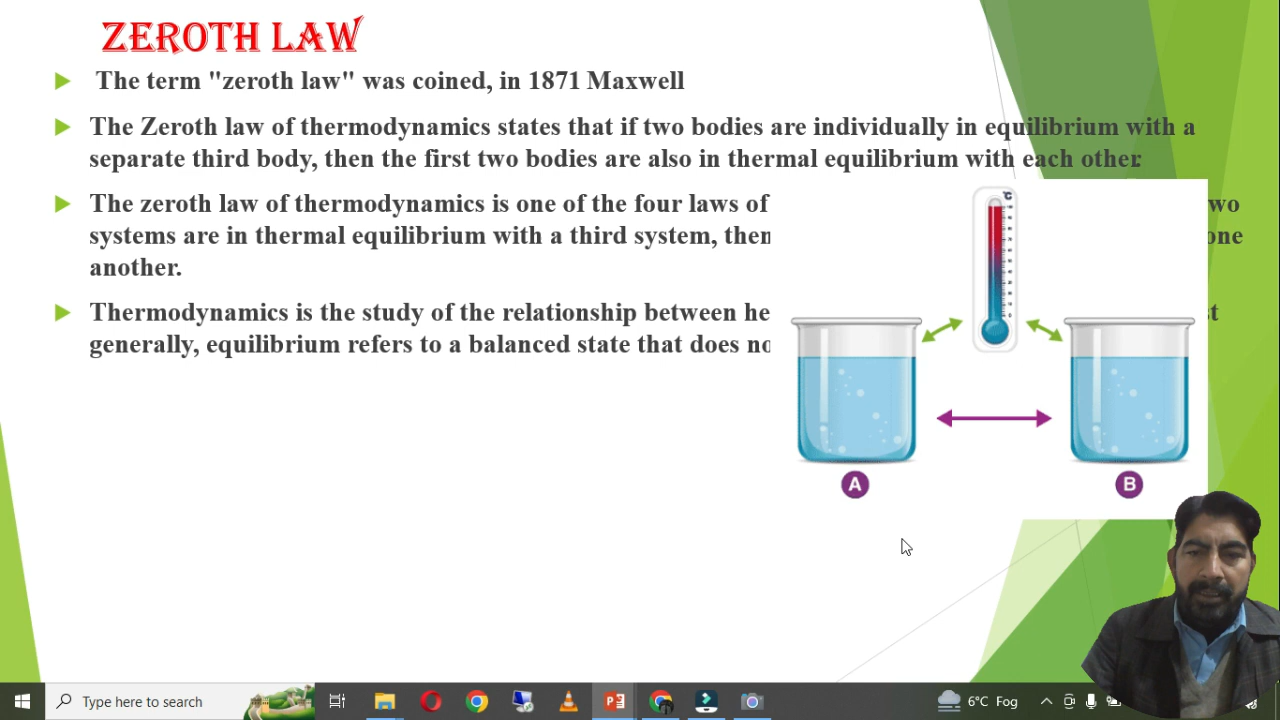 ZEROTH LAW
The term "zeroth law" was coined, in 1871 Maxwell
The Zeroth law of thermodynamics states that if two bodies are individually in equilibrium with a
separate third body, then the first two bodies are also in thermal equilibrium with each other.
The zeroth law of thermodynamics is one of the four laws of
systems are in thermal equilibrium with a third system, then one
another.
Thermodynamics is the study of the relationship between
generally, equilibrium refers to a balanced state that does
°C
A
B
Type here to search
6°C Fog